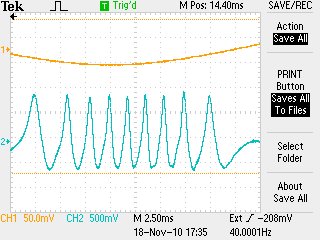 Tek T Trig'd M Pos: 14.40ms SAVE/REC
Action
Save All
1
PRINT
Button
Saves All
To Files
2
Select
Folder
About
Save All
CH1 50.0mV CH2 500mV M 2.50ms Ext -208mV
18-Nov-10 17:35 40.0001Hz